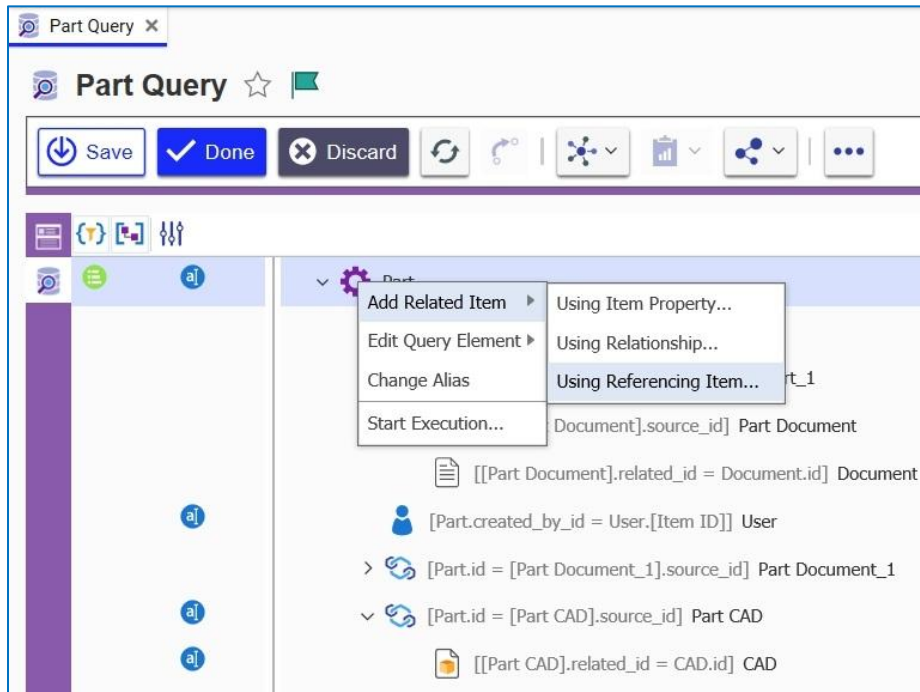 Part Query
Part Query
Save Done Discard
Part
Add Related Item
Using Item Property...
Edit Query Element
Using Relationship...
Change Alias
Using Referencing Item... rt_1
Start Execution...
Document].source_id] Part Document
[[Part Document].related_id = Document.id] Document
[Part.created_by_id = User.[Item ID]] User
[Part.id = [Part Document_1].source_id] Part Document_1
[Part.id = [Part CAD].source_id] Part CAD
[[Part CAD].related_id = CAD.id] CAD